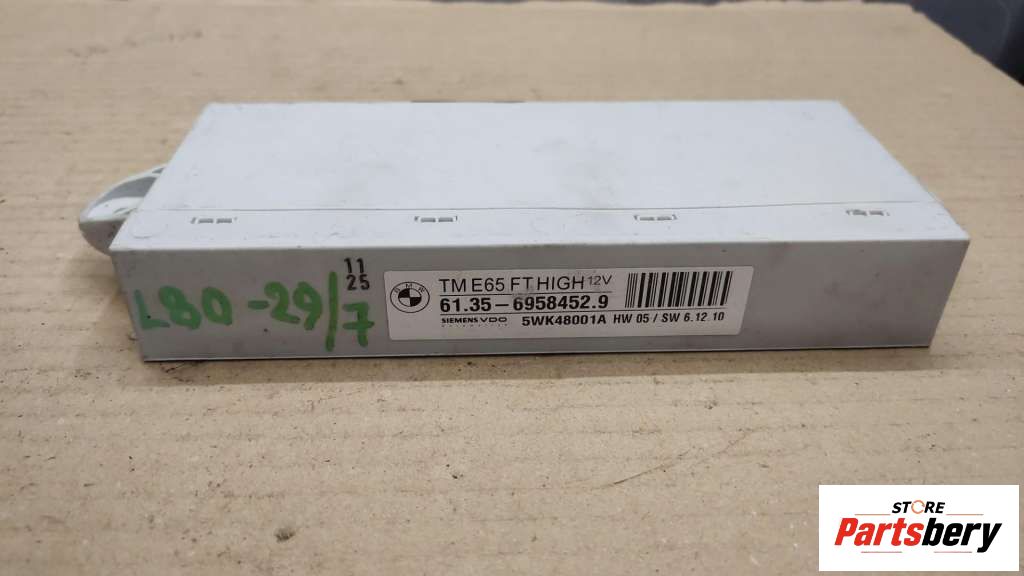 L80-29/7
11
25
BMW
TM E65 FT HIGH 12V
61.35-6958452.9
SIEMENS VDO
5WK48001A HW 05 / SW 6.12.10
STORE
Partsbery